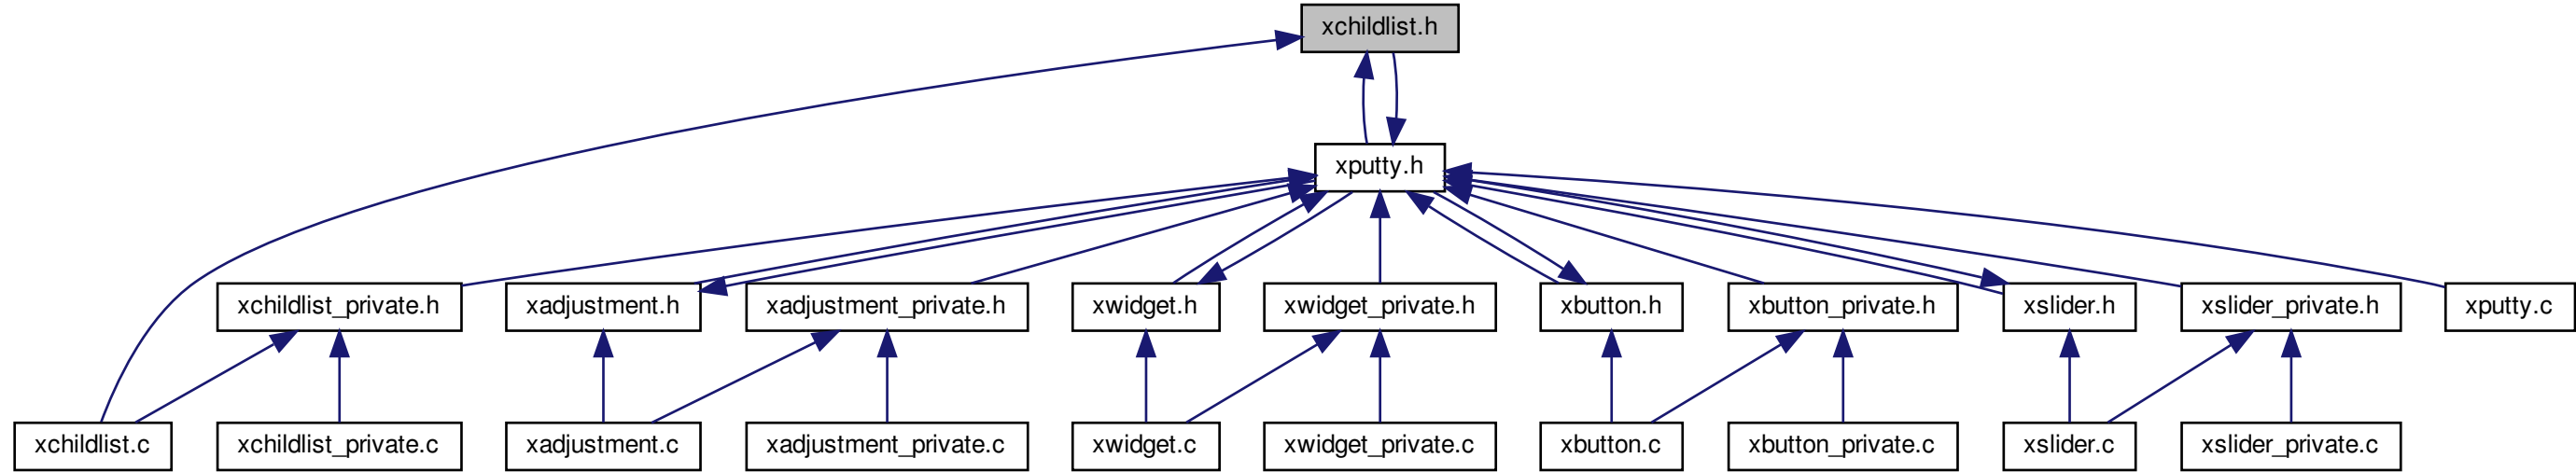 xchildlist.h
xputty.h
xchildlist_private.h
xadjustment.h
xadjustment_private.h
xwidget.h
xwidget_private.h
xbutton.h
xbutton_private.h
xslider.h
xslider_private.h
xputty.c
xchildlist.c
xchildlist_private.c
xadjustment.c
xadjustment_private.c
xwidget.c
xwidget_private.c
xbutton.c
xbutton_private.c
xslider.c
xslider_private.c